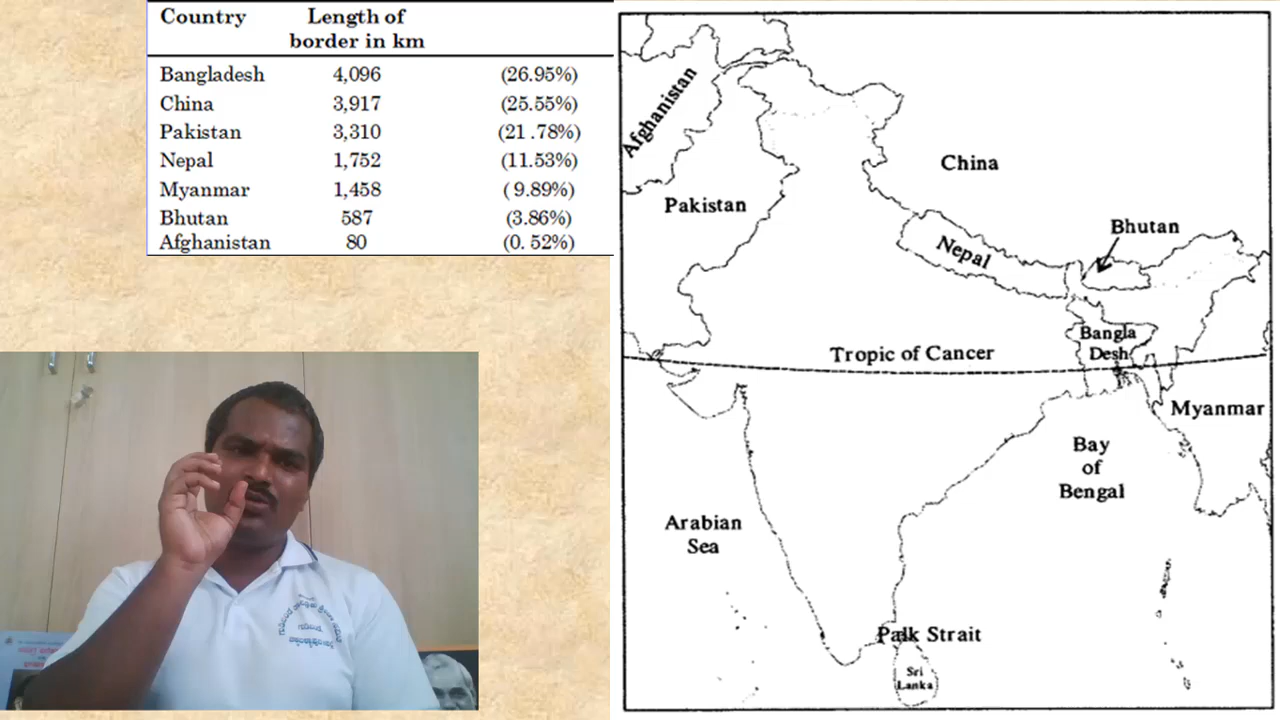 Country Length of
border in km
Bangladesh 4,096 (26.95%)
China 3,917 (25.55%)
Pakistan 3,310 (21 .78%)
Nepal 1,752 (11.53%)
Myanmar 1,458 ( 9.89%)
Bhutan 587 (3.86%)
Afghanistan 80 (0. 52%)
Afghanistan
China
Pakistan
Bhutan
Nepal
Bangla
Desh
Tropic of Cancer
Myanmar
Bay
of
Bengal
Arabian
Sea
Palk Strait
Sri
Lanka